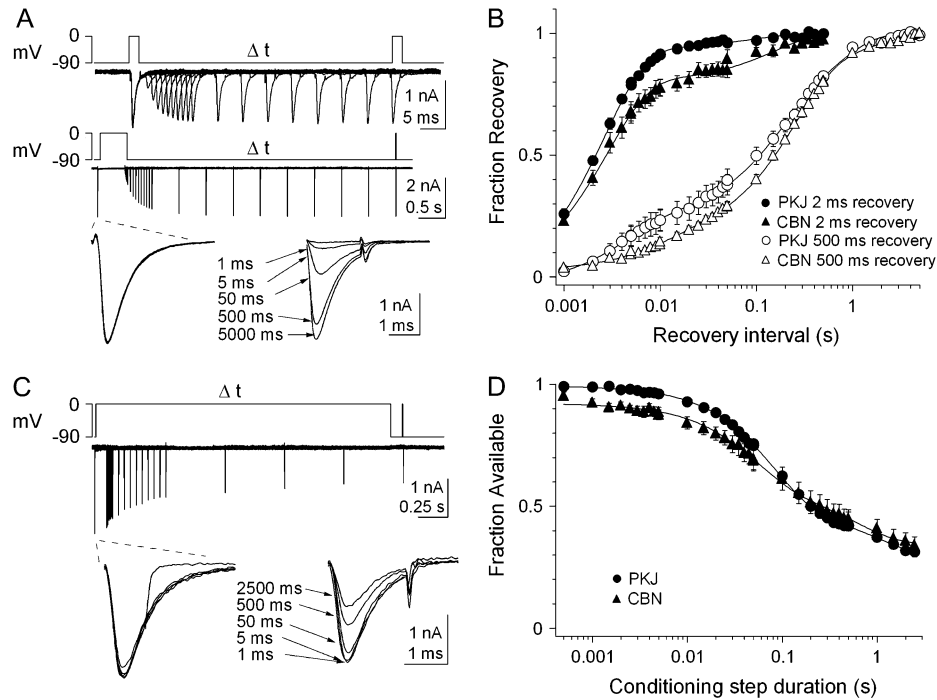 A
0
mV
-90
Δ t
1 nA
5 ms
0
mV
-90
Δ t
2 nA
0.5 s
1 ms
5 ms
50 ms
500 ms
5000 ms
1 nA
1 ms
B
Fraction Recovery
1
0.5
0
PKJ 2 ms recovery
CBN 2 ms recovery
PKJ 500 ms recovery
CBN 500 ms recovery
0.001 0.01 0.1 1
Recovery interval (s)
C
0
mV
-90
Δ t
1 nA
0.25 s
2500 ms
500 ms
50 ms
5 ms
1 ms
1 nA
1 ms
D
Fraction Available
1
0.5
0
PKJ
CBN
0.001 0.01 0.1 1
Conditioning step duration (s)